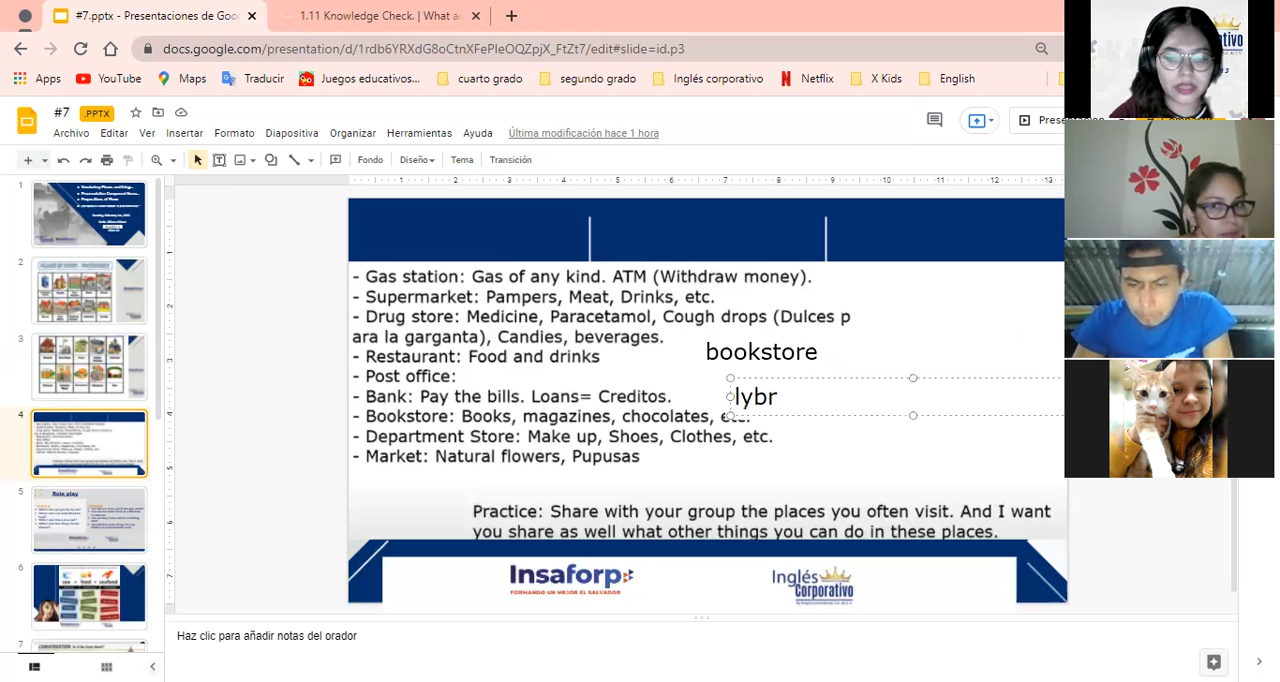 #7.pptx - Presentaciones de Goo
1.11 Knowledge Check. | What a
docs.google.com/presentation/d/1rdb6YRXdG8oCtnXFePIeOQZpjX_FtZt7/edit#slide=id.p3
Apps YouTube Maps Traducir Juegos educativos... cuarto grado segundo grado Inglés corporativo Netflix X Kids English
#7 .PPTX
Archivo Editar Ver Insertar Formato Diapositiva Organizar Herramientas Ayuda Última modificación hace 1 hora
Fondo Diseño Tema Transición
- Gas station: Gas of any kind. ATM (Withdraw money).
- Supermarket: Pampers, Meat, Drinks, etc.
- Drug store: Medicine, Paracetamol, Cough drops (Dulces p
ara la garganta), Candies, beverages.
- Restaurant: Food and drinks
bookstore
- Post office:
- Bank: Pay the bills. Loans= Creditos.
lybr
- Bookstore: Books, magazines, chocolates, etc.
- Department Store: Make up, Shoes, Clothes, etc.
- Market: Natural flowers, Pupusas
Practice: Share with your group the places you often visit. And I want
you share as well what other things you can do in these places.
Insaforp
FORMANDO UN MEJOR EL SALVADOR
Inglés
Corporativo
Haz clic para añadir notas del orador
1
2
3
4
5
Role play
6
7